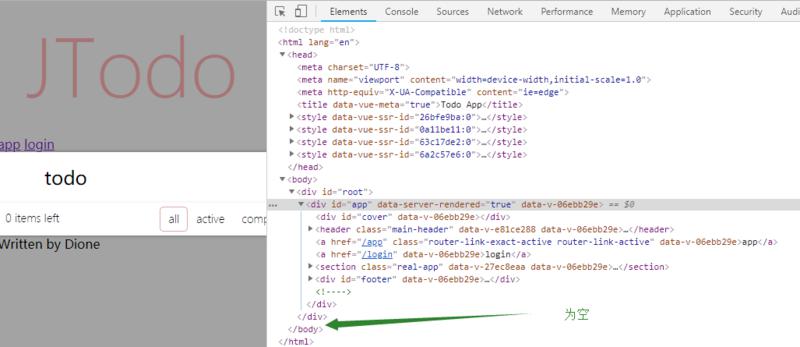 JTodo
app login
todo
0 items left
all
active
comp
Written by Dione
Elements Console Sources Network Performance Memory Application Security Audi
<!doctype html>
<html lang="en">
<head>
<meta charset="UTF-8">
<meta name="viewport" content="width=device-width,initial-scale=1.0">
<meta http-equiv="X-UA-Compatible" content="ie=edge">
<title data-vue-meta="true">Todo App</title>
<style data-vue-ssr-id="26bfe9ba:0">…</style>
<style data-vue-ssr-id="0a11be11:0">…</style>
<style data-vue-ssr-id="63c17de2:0">…</style>
<style data-vue-ssr-id="6a2c57e6:0">…</style>
</head>
<body>
<div id="root">
<div id="app" data-server-rendered="true" data-v-06ebb29e> == $0
<div id="cover" data-v-06ebb29e></div>
<header class="main-header" data-v-e81ce288 data-v-06ebb29e>…</header>
<a href="/app" class="router-link-exact-active router-link-active" data-v-06ebb29e>app</a>
<a href="/login" data-v-06ebb29e>login</a>
<section class="real-app" data-v-27ec8eaa data-v-06ebb29e>…</section>
<div id="footer" data-v-06ebb29e>…</div>
<!---->
</div>
</div>
为空
</body>
</html>